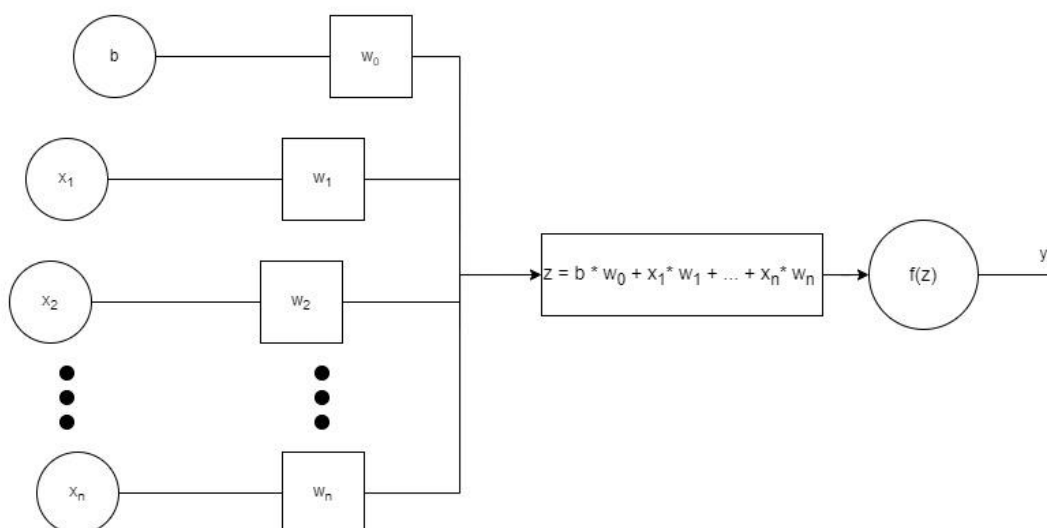 b
w₀
x₁
w₁
x₂
w₂
xₙ
wₙ
z = b * w₀ + x₁* w₁ + ... + xₙ* wₙ
f(z)
y